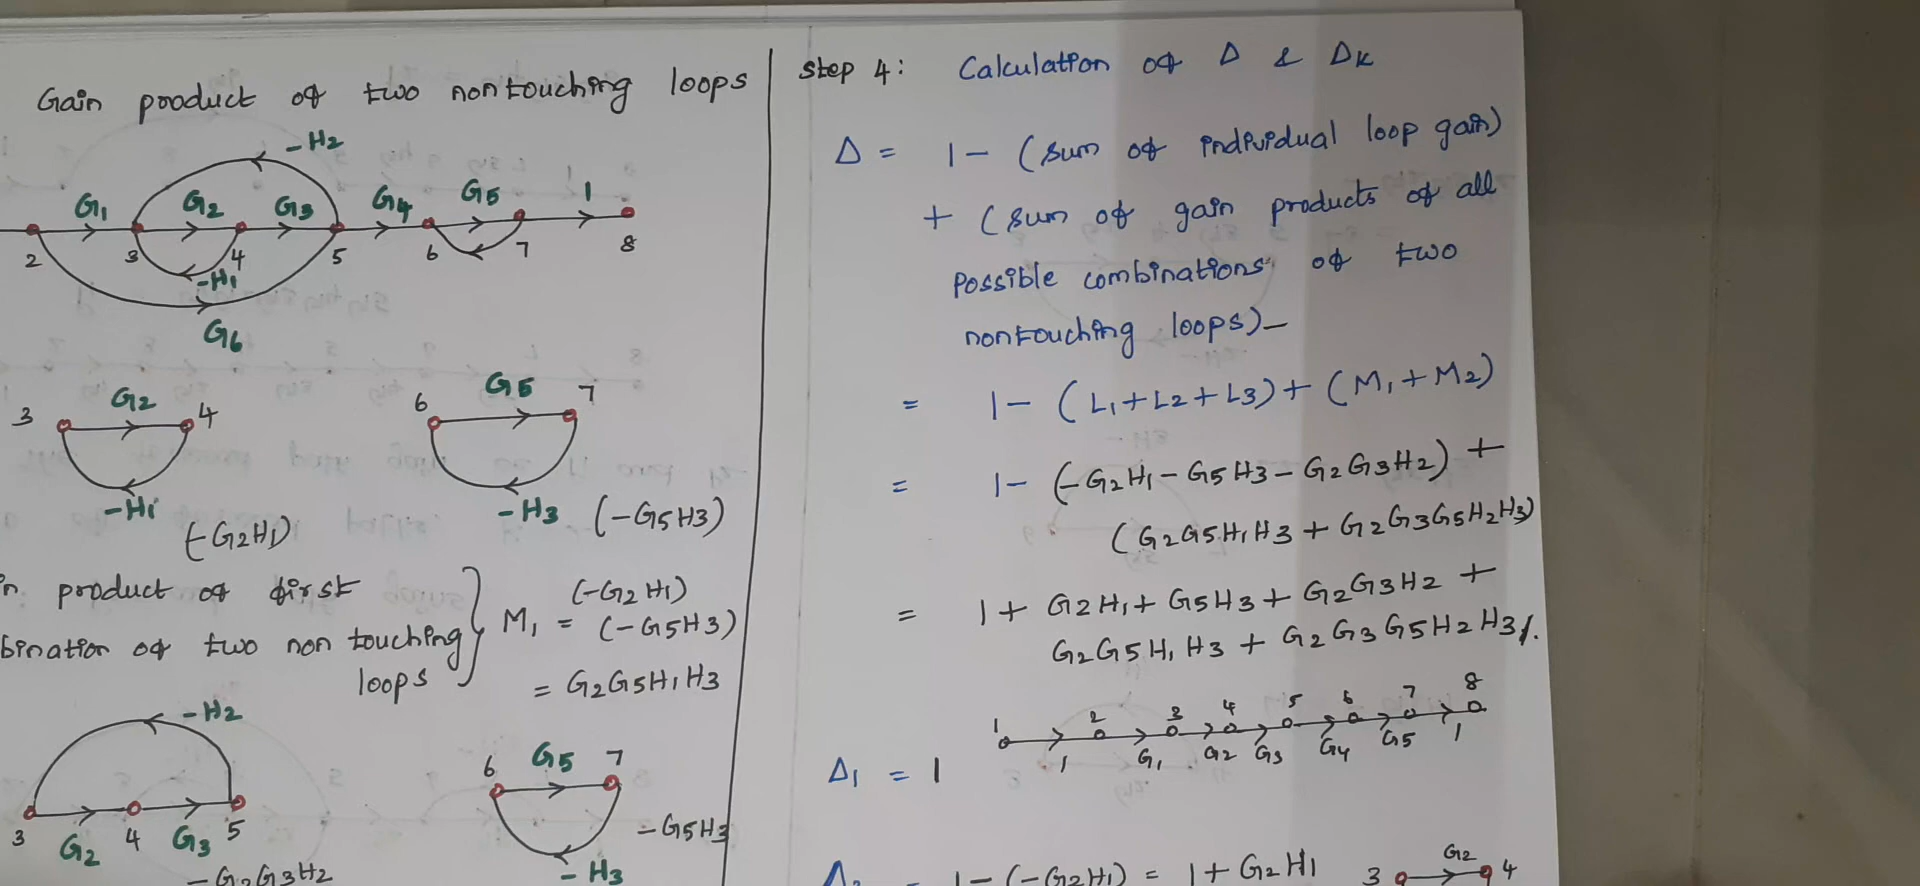 Gain product of two nontouching loops
-H2
G1 G2 G3 G4 G5 1
2 3 4 5 6 7 8
-H1
G6
3 G2 4
-H1
(-G2H1)
6 G5 7
-H3 (-G5H3)
product of first
two non touching
loops
M1 = (-G2H1)
(-G5H3)
= G2G5H1H3
-H2
3 G2 4 G3 5
-G2G3H2
6 G5 7
-G5H3
-H3
Step 4: Calculation of Δ & ΔK
Δ = 1 - (sum of individual loop gain)
+ (sum of gain products of all
possible combinations of two
nontouching loops)-
= 1 - (L1+L2+L3)+ (M1+M2)
= 1- (-G2H1 - G5H3 - G2G3H2) +
(G2G5H1H3 + G2G3G5H2H3)
= 1+ G2H1+ G5H3+ G2G3H2 +
G2G5H1H3 + G2G3G5H2H3/.
1 2 3 4 5 6 7 8
1 G1 G2 G3 G4 G5 1
Δ1 = 1
= 1-(-G2H1) = 1+ G2H1
3 G2 4